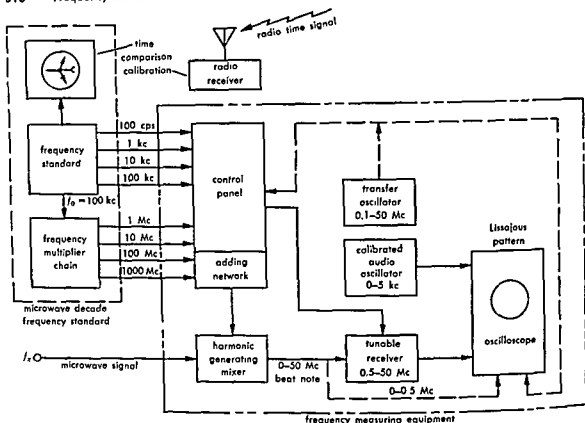 time
comparison
calibration
radio time signal
radio
receiver
100 cps
1 kc
10 kc
100 kc
frequency
standard
f₀ = 100 kc
control
panel
transfer
oscillator
0.1–50 Mc
frequency
multiplier
chain
1 Mc
10 Mc
100 Mc
1000 Mc
adding
network
calibrated
audio
oscillator
0–5 kc
Lissajous
pattern
oscilloscope
microwave decade
frequency standard
fₓ
microwave signal
harmonic
generating
mixer
0–50 Mc
beat note
tunable
receiver
0.5–50 Mc
0–0 5 Mc
frequency measuring equipment